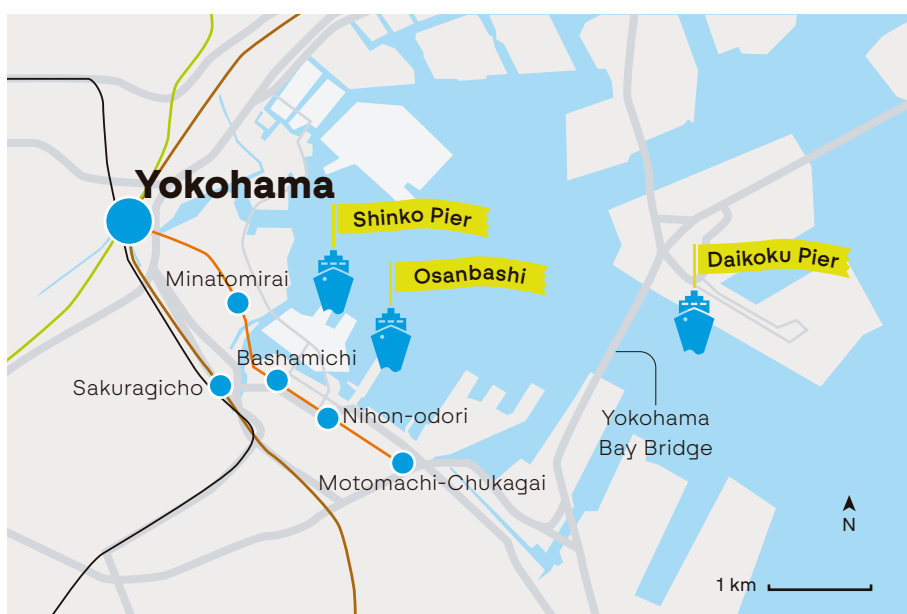 Yokohama
Shinko Pier
Osanbashi
Daikoku Pier
Minatomirai
Bashamichi
Sakuragicho
Nihon-odori
Yokohama
Bay Bridge
Motomachi-Chukagai
N
1 km